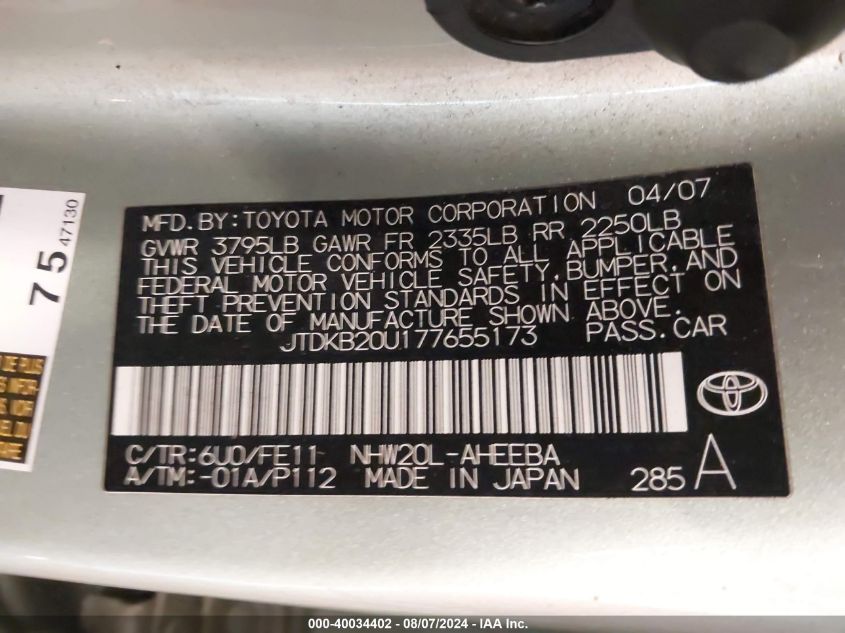 MFD.BY:TOYOTA MOTOR CORPORATION 04/07
GVWR 3795LB GAWR FR 2335LB RR 2250LB
THIS VEHICLE CONFORMS TO ALL APPLICABLE
FEDERAL MOTOR VEHICLE SAFETY,BUMPER,AND
THEFT PREVENTION STANDARDS IN EFFECT ON
THE DATE OF MANUFACTURE SHOWN ABOVE.
JTDKB20U177655173 PASS.CAR
C/TR:6U0/FE11 NHW20L-AHEEBA
A/TM:-01A/P112 MADE IN JAPAN 285 A
75 47130
000-40034402 - 08/07/2024 - IAA Inc.